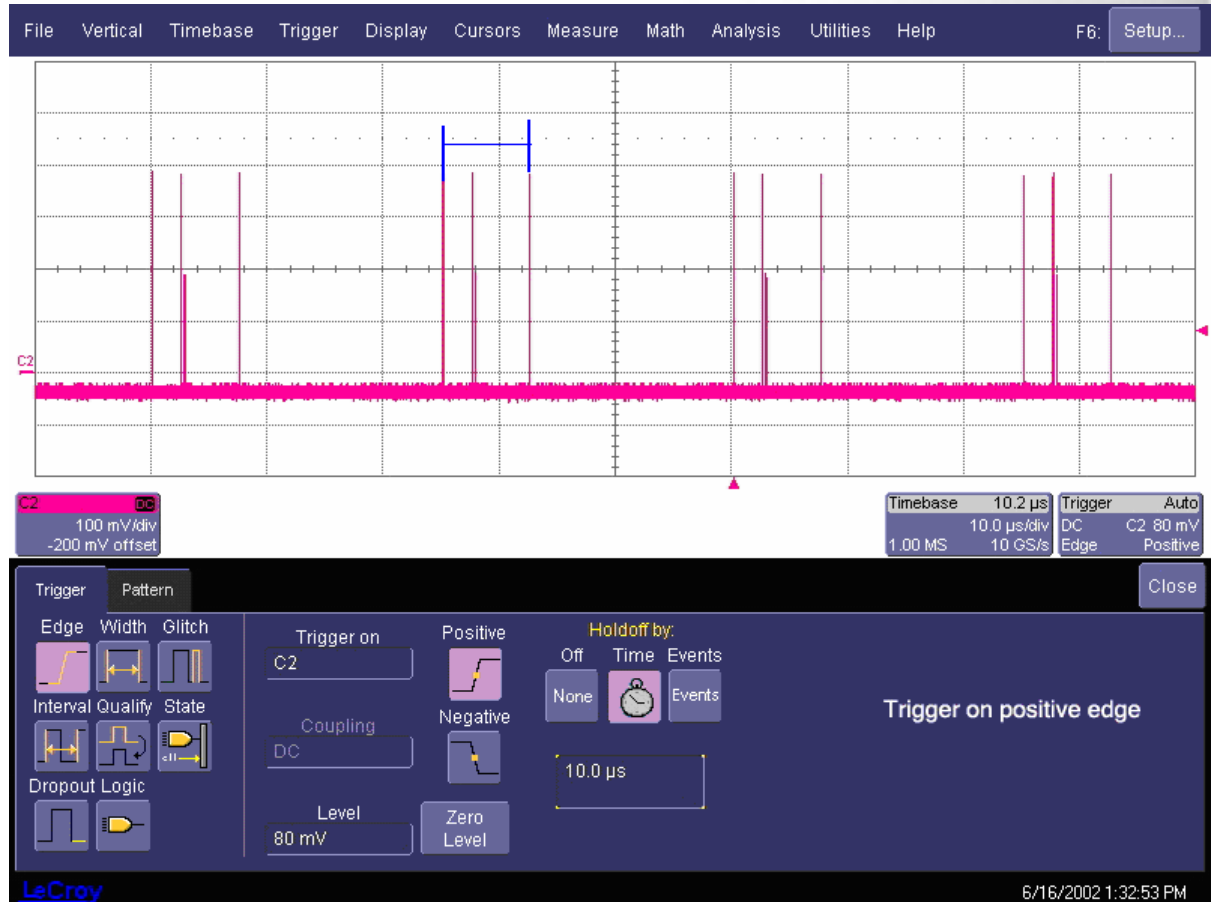 File Vertical Timebase Trigger Display Cursors Measure Math Analysis Utilities Help F6: Setup...
C2
C2 DC
100 mV/div
-200 mV offset
Timebase 10.2 µs
10.0 µs/div
1.00 MS 10 GS/s
Trigger Auto
DC C2 80 mV
Edge Positive
Trigger Pattern Close
Edge Width Glitch
Interval Qualify State
Dropout Logic
Trigger on
C2
Coupling
DC
Level
80 mV
Positive
Negative
Zero
Level
Holdoff by:
Off Time Events
None Events
10.0 µs
Trigger on positive edge
LeCroy
6/16/2002 1:32:53 PM